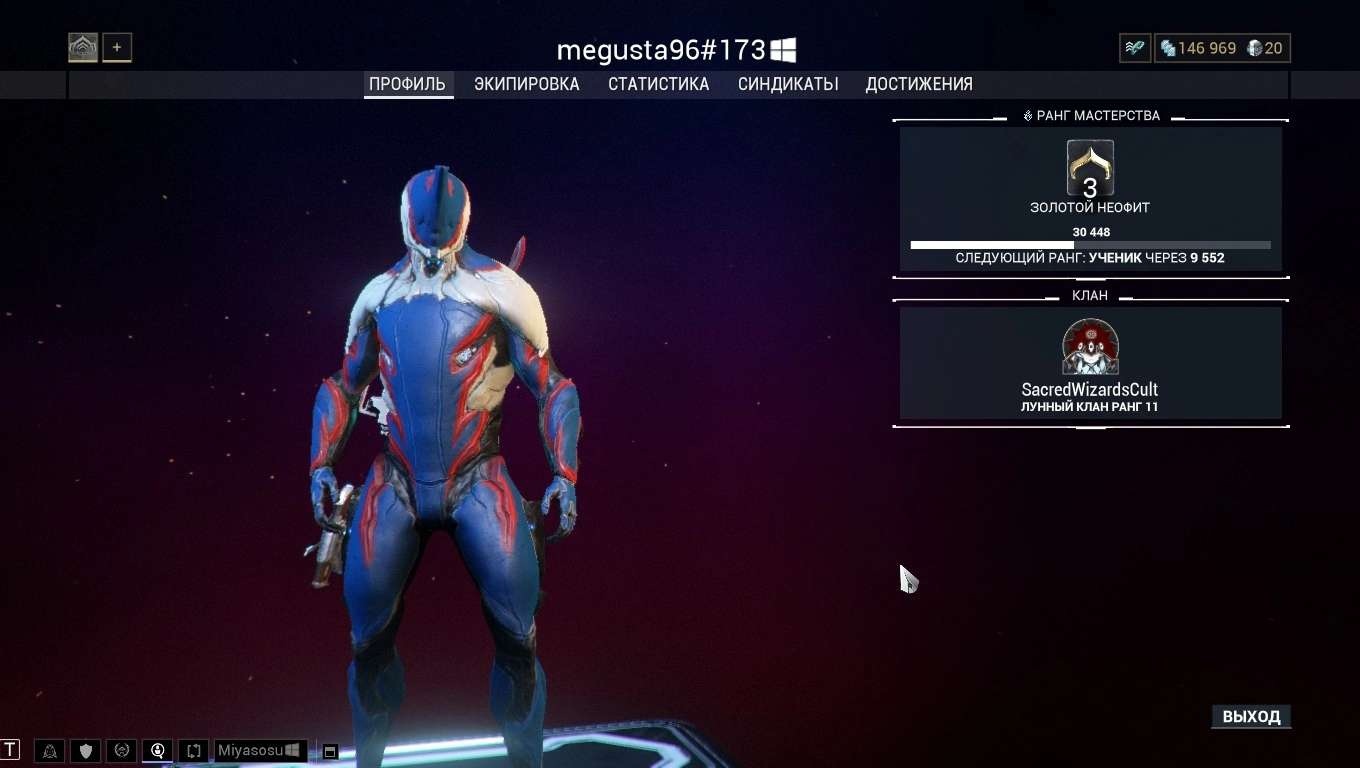 +
megusta96#173
146 969
20
ПРОФИЛЬ
ЭКИПИРОВКА
СТАТИСТИКА
СИНДИКАТЫ
ДОСТИЖЕНИЯ
РАНГ МАСТЕРСТВА
3
ЗОЛОТОЙ НЕОФИТ
30 448
СЛЕДУЮЩИЙ РАНГ: УЧЕНИК ЧЕРЕЗ 9 552
КЛАН
SacredWizardsCult
ЛУННЫЙ КЛАН РАНГ 11
ВЫХОД
T
Miyasosu